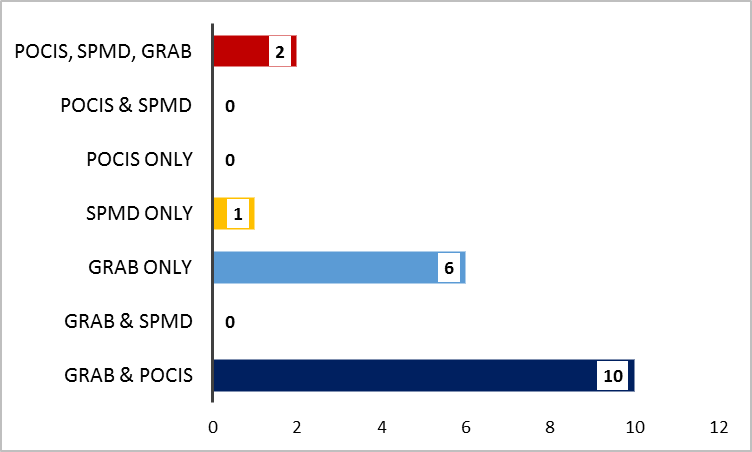 POCIS, SPMD, GRAB 2
POCIS & SPMD 0
POCIS ONLY 0
SPMD ONLY 1
GRAB ONLY 6
GRAB & SPMD 0
GRAB & POCIS 10
0 2 4 6 8 10 12